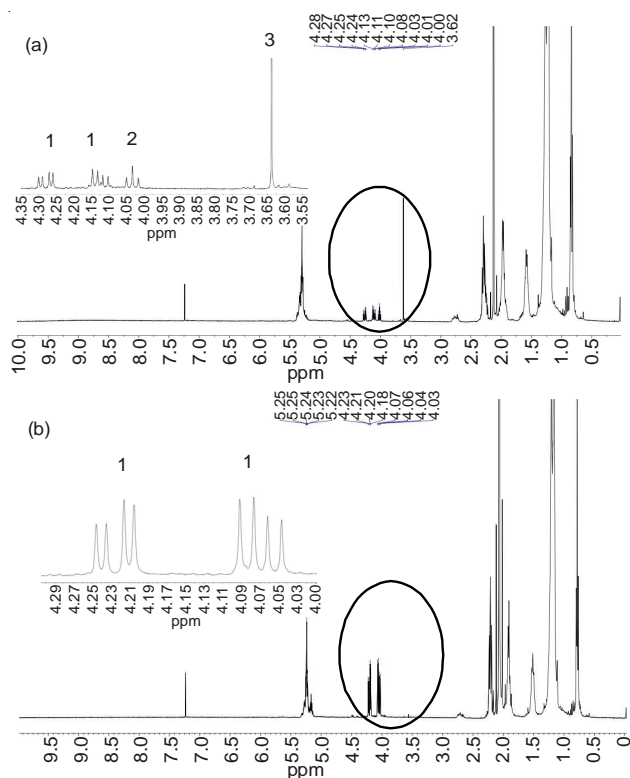 4.28 4.27 4.25 4.24 4.13 4.11 4.10 4.08 4.03 4.01 4.00 3.62
(a)
1 1 2 3
4.35 4.30 4.25 4.20 4.15 4.10 4.05 4.00 3.95 3.90 3.85 3.80 3.75 3.70 3.65 3.60 3.55
ppm
10.0 9.5 9.0 8.5 8.0 7.5 7.0 6.5 6.0 5.5 5.0 4.5 4.0 3.5 3.0 2.5 2.0 1.5 1.0 0.5
ppm
5.25 5.25 5.24 5.23 5.22 4.23 4.21 4.20 4.18 4.07 4.06 4.04 4.03
(b)
1 1
4.29 4.27 4.25 4.23 4.21 4.19 4.17 4.15 4.13 4.11 4.09 4.07 4.05 4.03 4.00
ppm
9.5 9.0 8.5 8.0 7.5 7.0 6.5 6.0 5.5 5.0 4.5 4.0 3.5 3.0 2.5 2.0 1.5 1.0 0.5 0
ppm